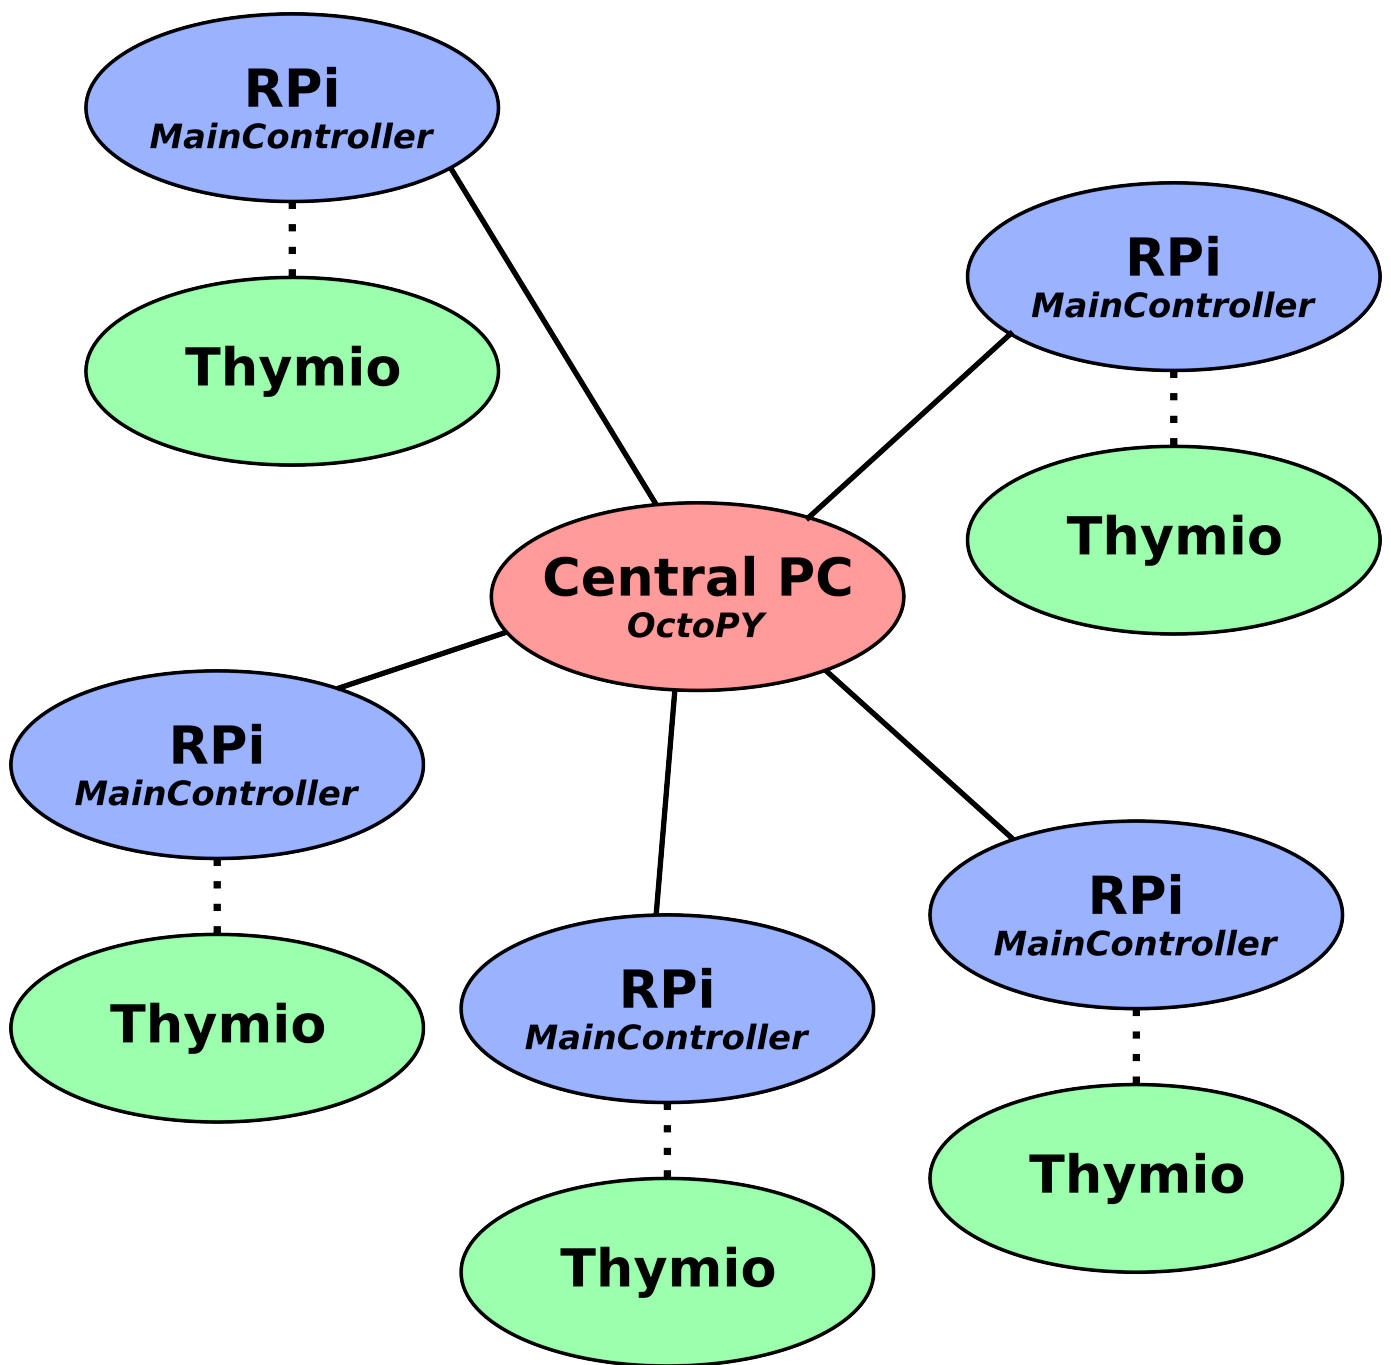 RPi
MainController
Thymio
RPi
MainController
Thymio
Central PC
OctoPY
RPi
MainController
Thymio
RPi
MainController
Thymio
RPi
MainController
Thymio